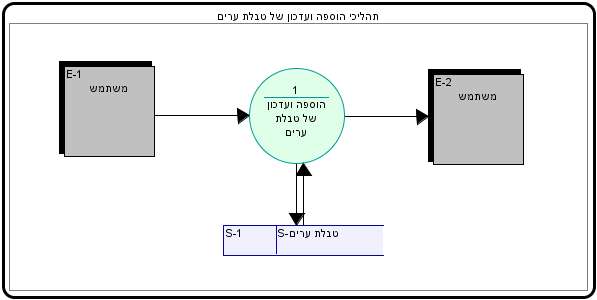 תהליכי הוספה ועדכון של טבלת ערים
E-1
משתמש
1
הוספה ועדכון
של טבלת
ערים
E-2
משתמש
S-1
S-טבלת ערים